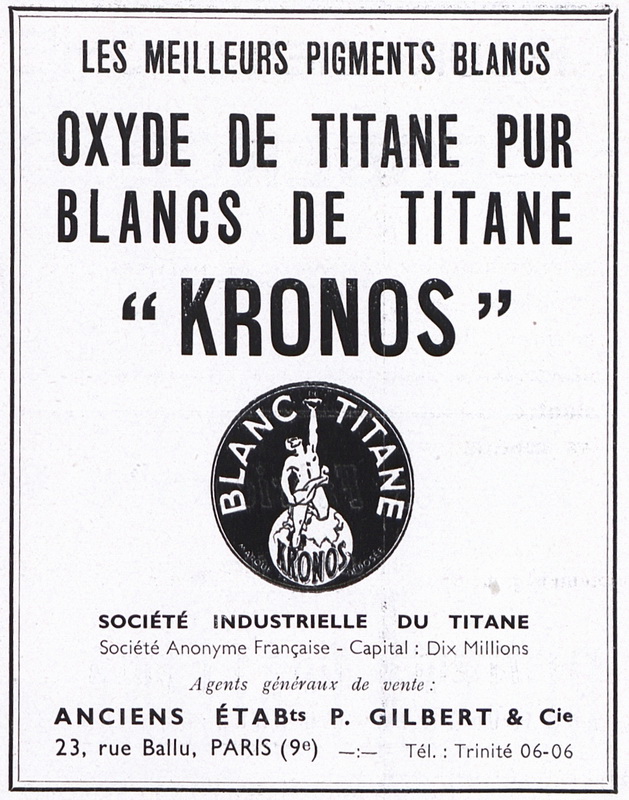 LES MEILLEURS PIGMENTS BLANCS
OXYDE DE TITANE PUR
BLANCS DE TITANE
“ KRONOS ”
BLANC TITANE
KRONOS
MARQUE DÉPOSÉE
SOCIÉTÉ INDUSTRIELLE DU TITANE
Société Anonyme Française - Capital : Dix Millions
Agents généraux de vente :
ANCIENS ÉTABts P. GILBERT & Cie
23, rue Ballu, PARIS (9e) —:— Tél. : Trinité 06-06